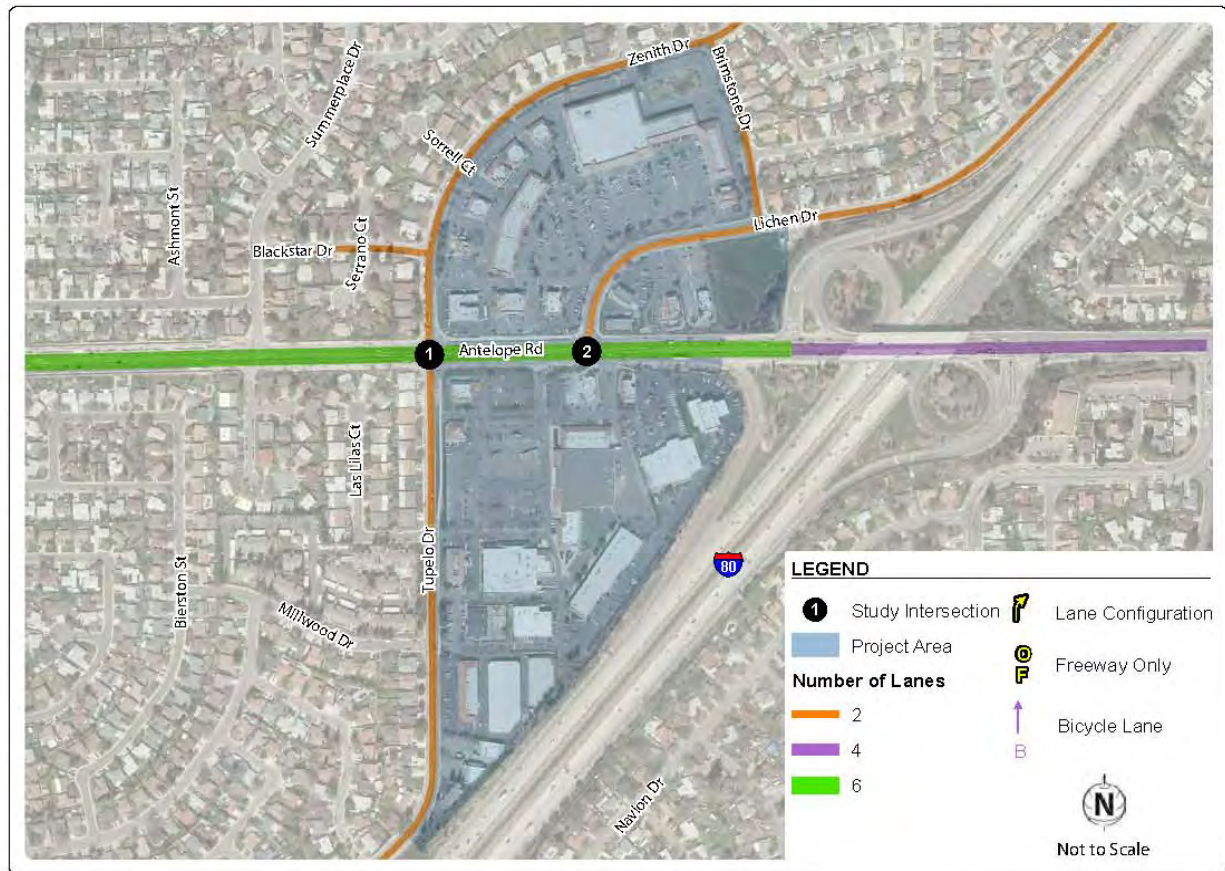 Zenith Dr
Brimstone Dr
Summerplace Dr
Sorrell Ct
Ashmont St
Lichen Dr
Blackstar Dr
Serrano Ct
1
Antelope Rd
2
Las Lilas Ct
Tupelo Dr
Bierston St
Millwood Dr
80
Navion Dr
LEGEND
1 Study Intersection
Project Area
Number of Lanes
2
4
6
Lane Configuration
O
F
Freeway Only
Bicycle Lane
B
N
Not to Scale